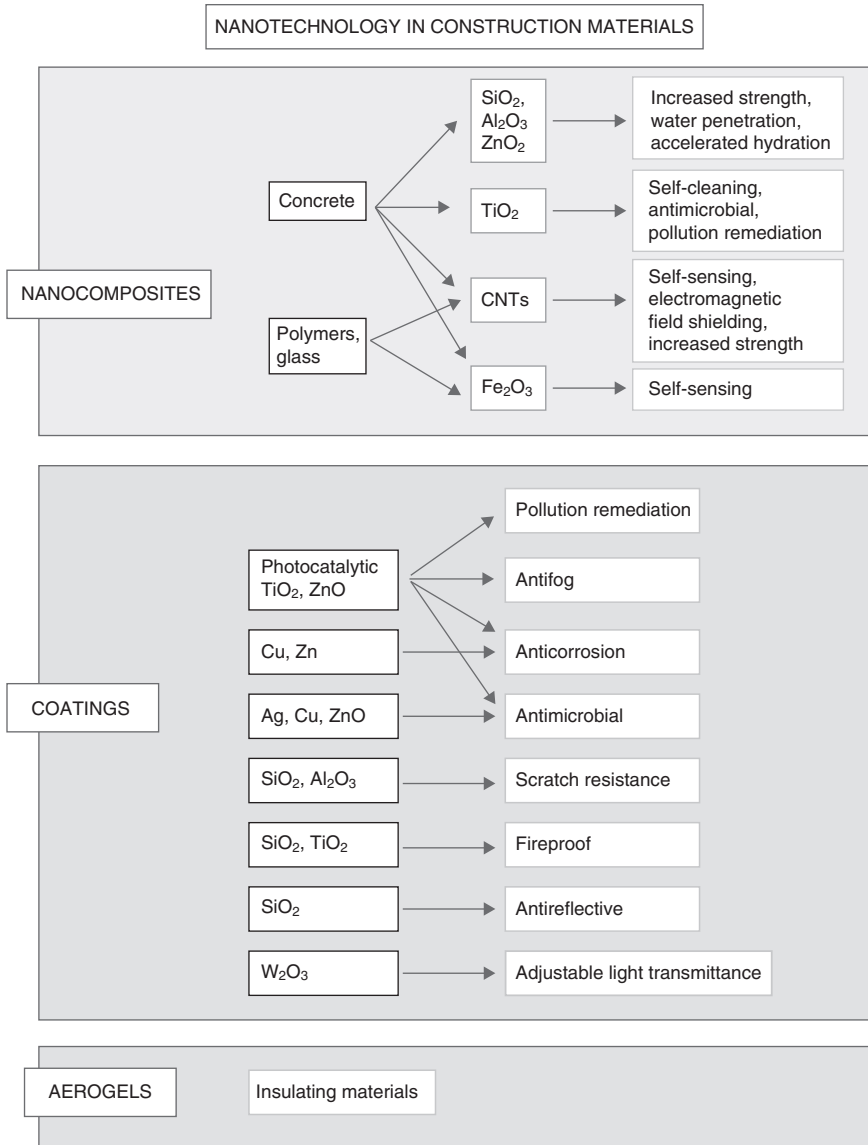 NANOTECHNOLOGY IN CONSTRUCTION MATERIALS
NANOCOMPOSITES
Concrete
Polymers,
glass
SiO₂,
Al₂O₃
ZnO₂
Increased strength,
water penetration,
accelerated hydration
TiO₂
Self-cleaning,
antimicrobial,
pollution remediation
CNTs
Self-sensing,
electromagnetic
field shielding,
increased strength
Fe₂O₃
Self-sensing
COATINGS
Photocatalytic
TiO₂, ZnO
Pollution remediation
Antifog
Cu, Zn
Anticorrosion
Ag, Cu, ZnO
Antimicrobial
SiO₂, Al₂O₃
Scratch resistance
SiO₂, TiO₂
Fireproof
SiO₂
Antireflective
W₂O₃
Adjustable light transmittance
AEROGELS
Insulating materials